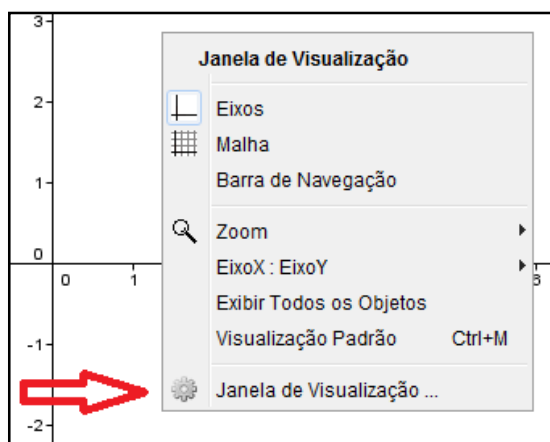 3
Janela de Visualização
2
Eixos
Malha
1
Barra de Navegação
Zoom
0
EixoX : EixoY
0
1
3
Exibir Todos os Objetos
-1
Visualização Padrão Ctrl+M
Janela de Visualização ...
-2